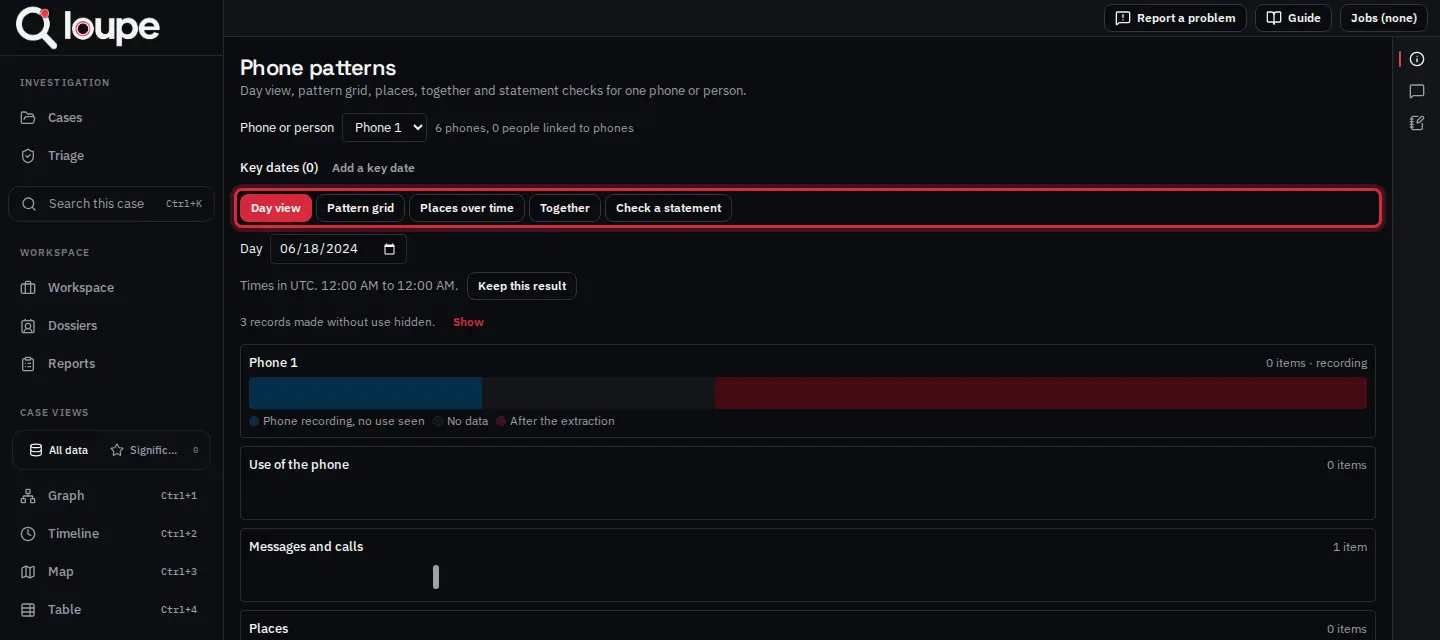 loupe
Report a problem
Guide
Jobs (none)
INVESTIGATION
Cases
Triage
Search this case Ctrl+K
WORKSPACE
Workspace
Dossiers
Reports
CASE VIEWS
All data Signific... 0
Graph Ctrl+1
Timeline Ctrl+2
Map Ctrl+3
Table Ctrl+4
Phone patterns
Day view, pattern grid, places, together and statement checks for one phone or person.
Phone or person Phone 1 6 phones, 0 people linked to phones
Key dates (0) Add a key date
Day view Pattern grid Places over time Together Check a statement
Day 06/18/2024
Times in UTC. 12:00 AM to 12:00 AM. Keep this result
3 records made without use hidden. Show
Phone 1 0 items · recording
Phone recording, no use seen No data After the extraction
Use of the phone 0 items
Messages and calls 1 item
Places 0 items